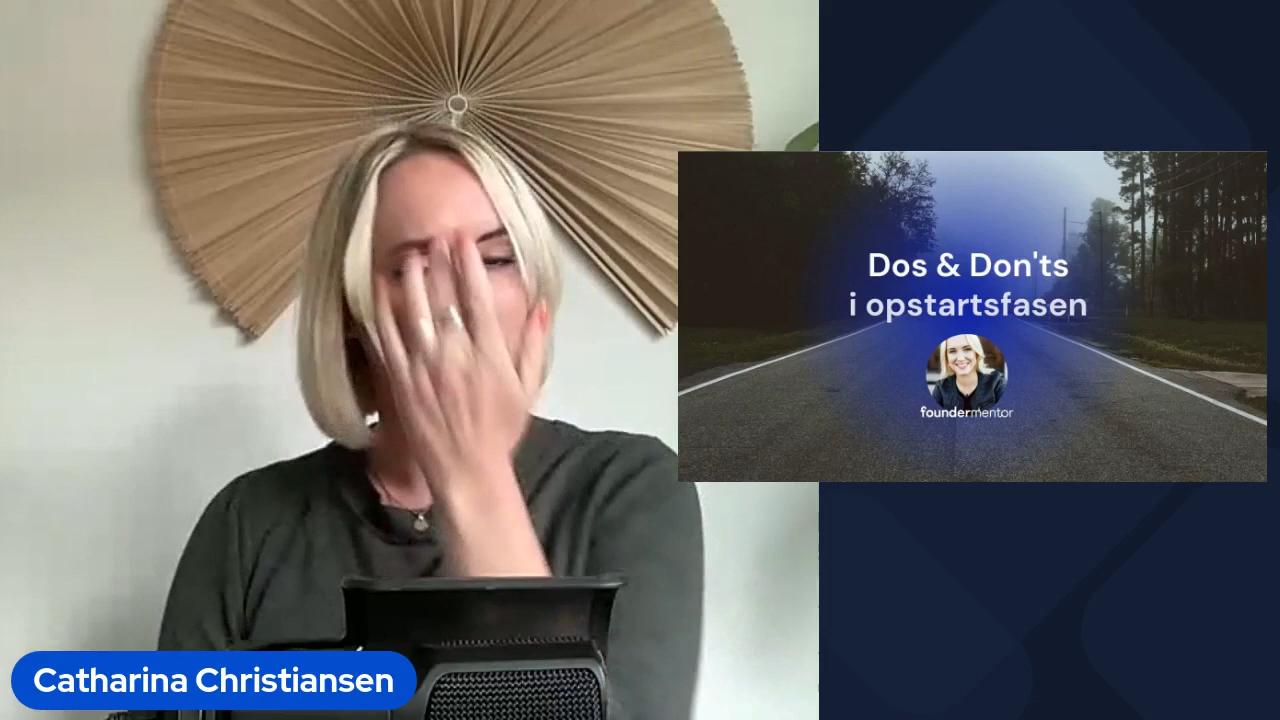 Dos & Don'ts
i opstartsfasen
foundermentor
Catharina Christiansen